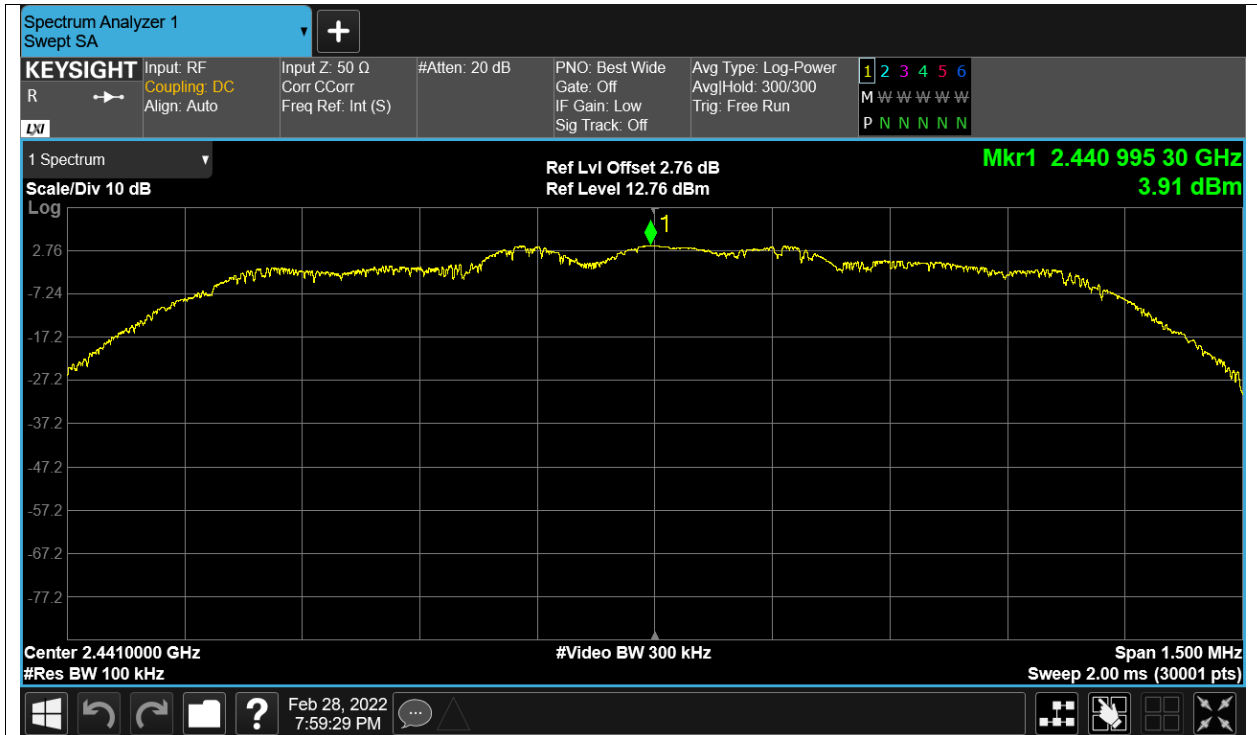 Spectrum Analyzer 1
Swept SA
+
KEYSIGHT
R
LXI
Input: RF
Coupling: DC
Align: Auto
Input Z: 50 Ω
Corr CCorr
Freq Ref: Int (S)
#Atten: 20 dB
PNO: Best Wide
Gate: Off
IF Gain: Low
Sig Track: Off
Avg Type: Log-Power
Avg|Hold: 300/300
Trig: Free Run
1 2 3 4 5 6
M W W W W W
P N N N N N
1 Spectrum
Scale/Div 10 dB
Log
Ref Lvl Offset 2.76 dB
Ref Level 12.76 dBm
Mkr1 2.440 995 30 GHz
3.91 dBm
1
2.76
-7.24
-17.2
-27.2
-37.2
-47.2
-57.2
-67.2
-77.2
Center 2.4410000 GHz
#Video BW 300 kHz
Span 1.500 MHz
#Res BW 100 kHz
Sweep 2.00 ms (30001 pts)
?
Feb 28, 2022
7:59:29 PM